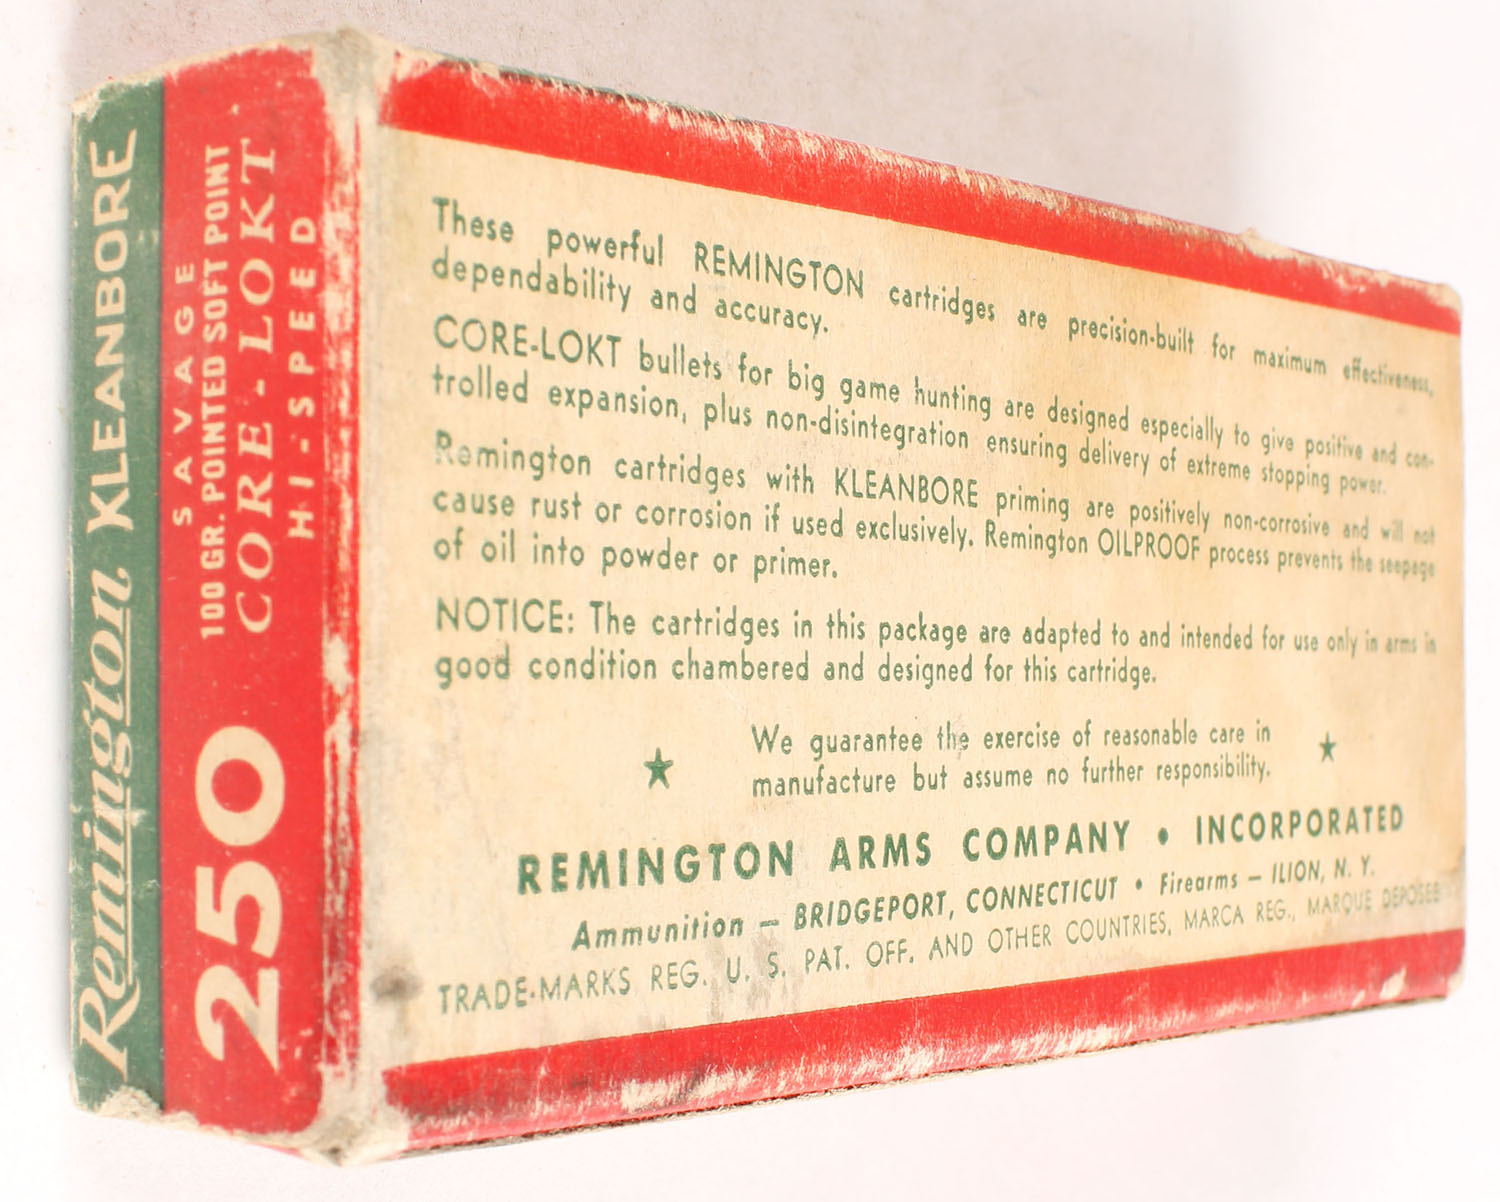 Remington KLEANBORE
250 SAVAGE
100 GR. POINTED SOFT POINT
CORE-LOKT
HI-SPEED
These powerful REMINGTON cartridges are precision-built for maximum effectiveness,
dependability and accuracy.
CORE-LOKT bullets for big game hunting are designed especially to give positive and con-
trolled expansion, plus non-disintegration ensuring delivery of extreme stopping power.
Remington cartridges with KLEANBORE priming are positively non-corrosive and will not
cause rust or corrosion if used exclusively. Remington OILPROOF process prevents the seepage
of oil into powder or primer.
NOTICE: The cartridges in this package are adapted to and intended for use only in arms in
good condition chambered and designed for this cartridge.
★ We guarantee the exercise of reasonable care in ★
manufacture but assume no further responsibility.
REMINGTON ARMS COMPANY • INCORPORATED
Ammunition — BRIDGEPORT, CONNECTICUT • Firearms — ILION, N. Y.
TRADE-MARKS REG. U. S. PAT. OFF. AND OTHER COUNTRIES, MARCA REG., MARQUE DEPOSEE